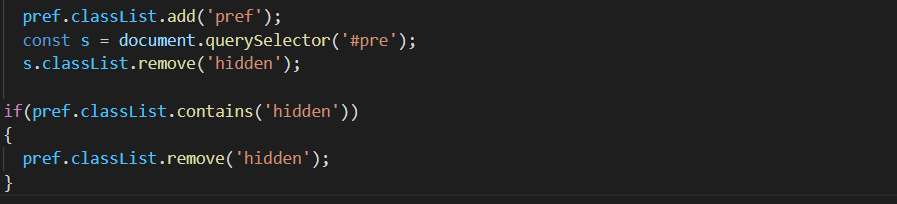 pref.classList.add('pref');
const s = document.querySelector('#pre');
s.classList.remove('hidden');
if(pref.classList.contains('hidden'))
{
pref.classList.remove('hidden');
}